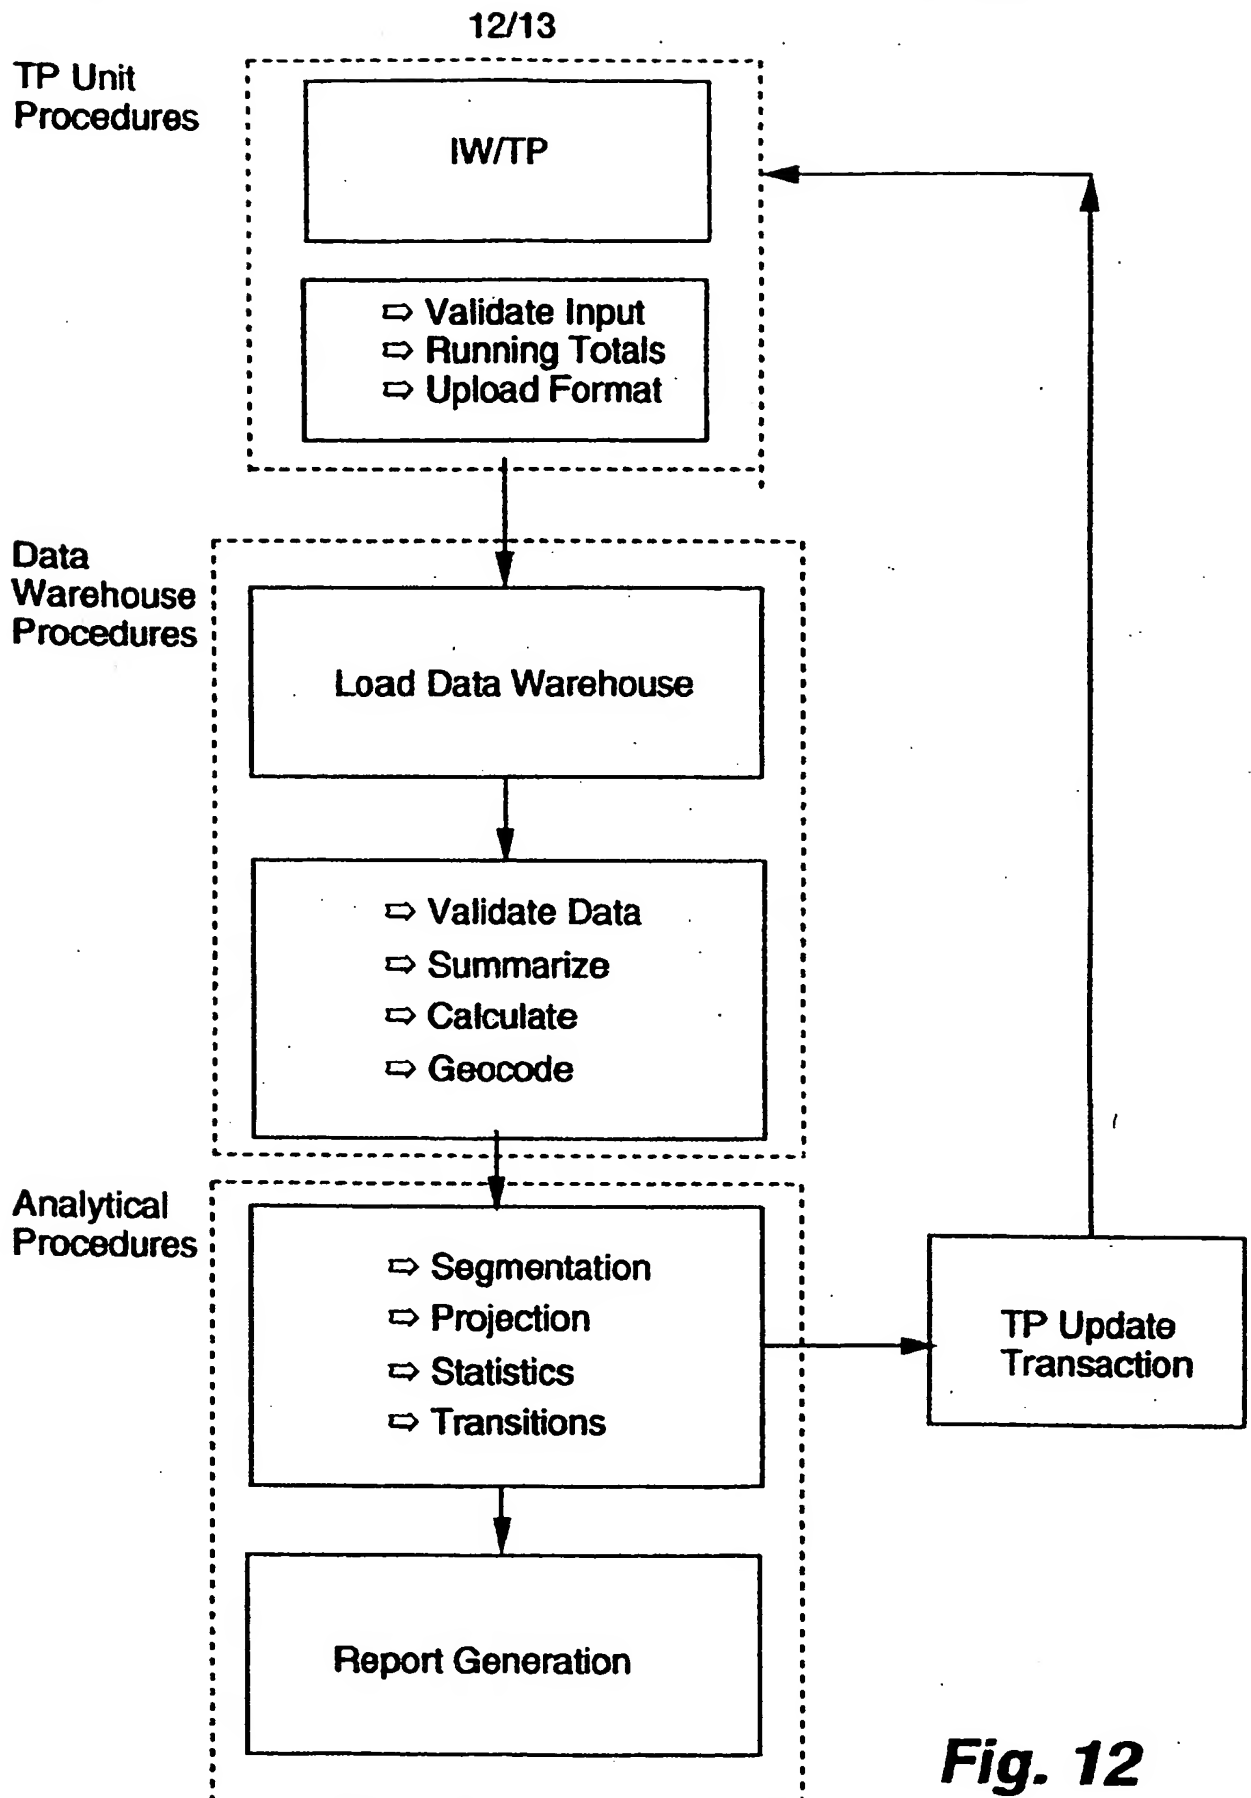 12/13
TP Unit
Procedures
IW/TP
⇨ Validate Input
⇨ Running Totals
⇨ Upload Format
Data
Warehouse
Procedures
Load Data Warehouse
⇨ Validate Data
⇨ Summarize
⇨ Calculate
⇨ Geocode
Analytical
Procedures
⇨ Segmentation
⇨ Projection
⇨ Statistics
⇨ Transitions
TP Update
Transaction
Report Generation
Fig. 12